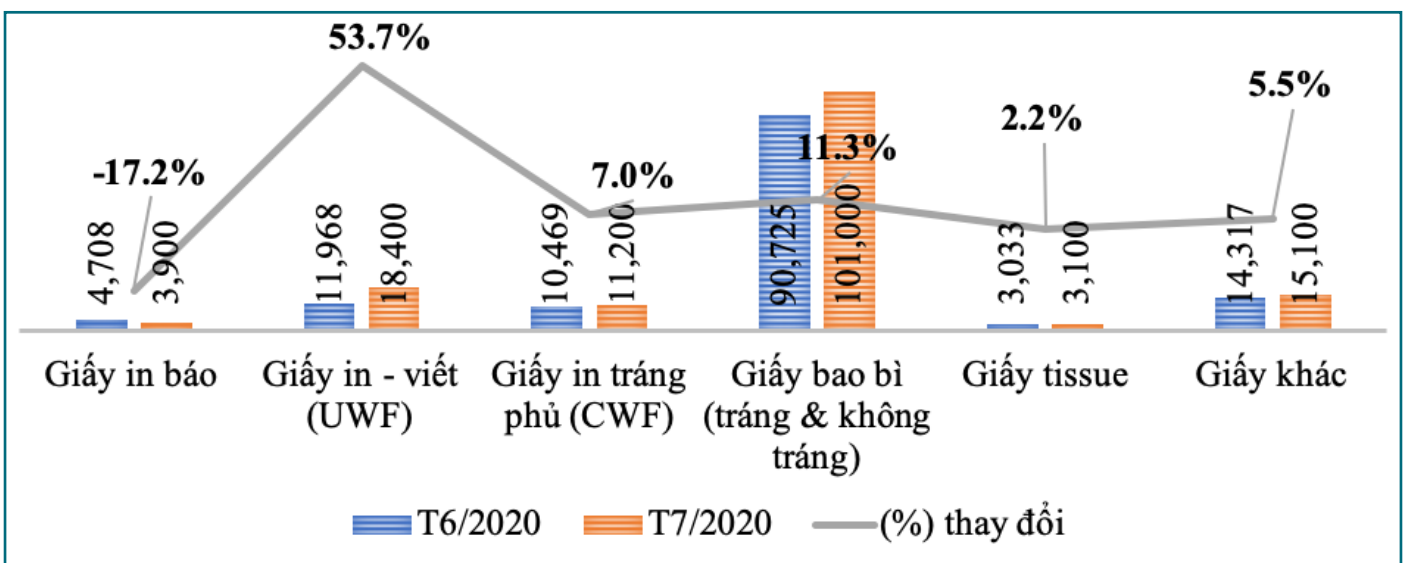 53.7%
-17.2%
7.0%
11.3%
2.2%
5.5%
4,708
3,900
11,968
18,400
10,469
11,200
90,725
101,000
3,033
3,100
14,317
15,100
Giấy in báo
Giấy in - viết
(UWF)
Giấy in tráng
phủ (CWF)
Giấy bao bì
(tráng & không
tráng)
Giấy tissue
Giấy khác
T6/2020
T7/2020
(%) thay đổi